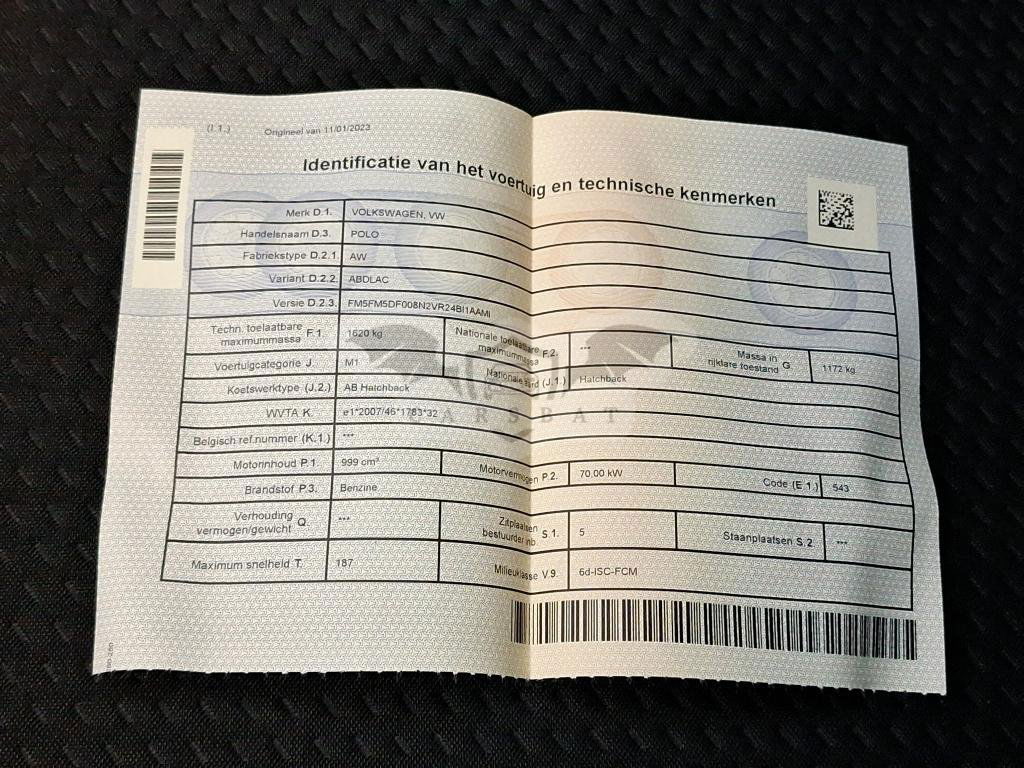 (I.1.) Origineel van 11/01/2023
Identificatie van het voertuig en technische kenmerken
Merk D.1. VOLKSWAGEN, VW
Handelsnaam D.3. POLO
Fabriekstype D.2.1. AW
Variant D.2.2. ABDLAC
Versie D.2.3. FM5FM5DF008N2VR24BI1AAMI
Techn. toelaatbare maximummassa F.1. 1620 kg Nationale toelaatbare maximummassa F.2. --- Massa in rijklare toestand G. 1172 kg
Voertuigcategorie J. M1 Nationale aard (J.1.) Hatchback
Koetswerktype (J.2.) AB Hatchback
WVTA K. e1*2007/46*1783*32
CARSBAT
Belgisch ref.nummer (K.1.) ---
Motorinhoud P.1. 999 cm³ Motorvermogen P.2. 70.00 kW Code (E.1.) 543
Brandstof P.3. Benzine
Verhouding vermogen/gewicht Q. --- Zitplaatsen bestuurder inb. S.1. 5 Staanplaatsen S.2. ---
Maximum snelheid T. 187 Milieuklasse V.9. 6d-ISC-FCM